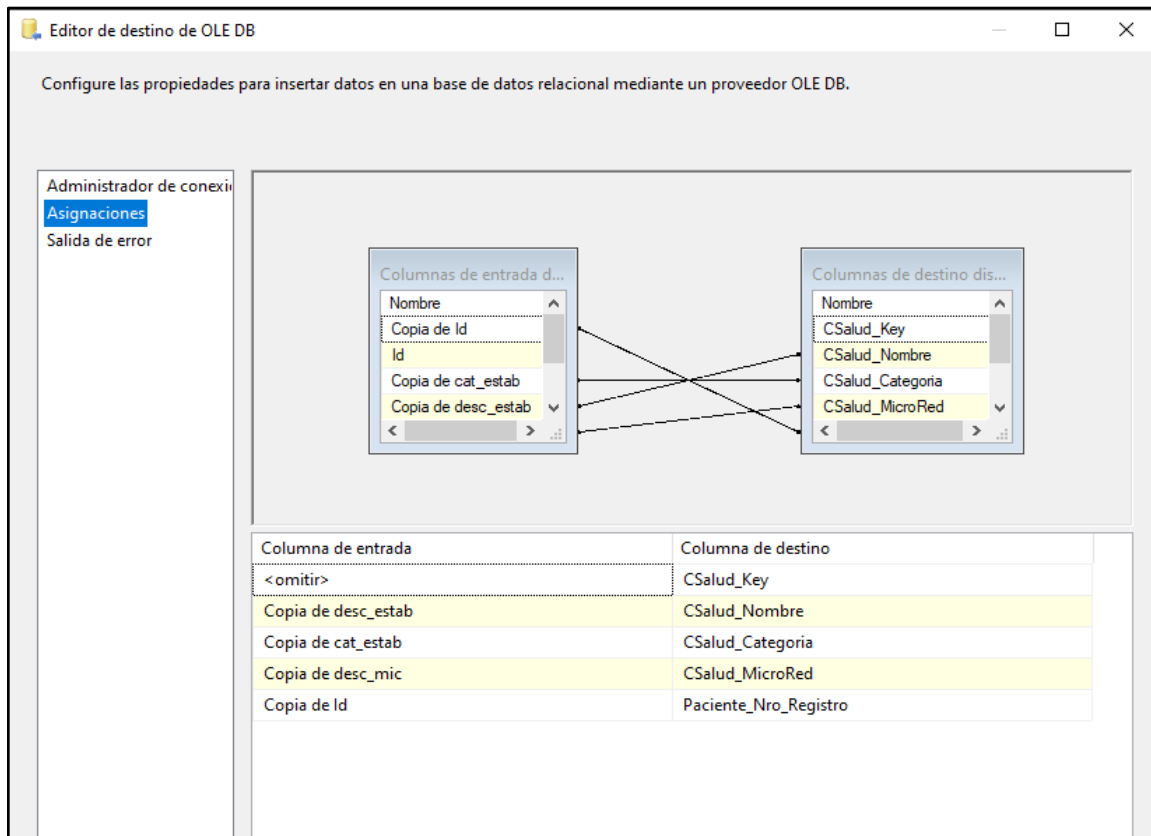 Editor de destino de OLE DB
Configure las propiedades para insertar datos en una base de datos relacional mediante un proveedor OLE DB.
Administrador de conexi
Asignaciones
Salida de error
Columnas de entrada d...
Nombre
Copia de Id
Id
Copia de cat_estab
Copia de desc_estab
Columnas de destino dis...
Nombre
CSalud_Key
CSalud_Nombre
CSalud_Categoria
CSalud_MicroRed
Columna de entrada Columna de destino
<omitir> CSalud_Key
Copia de desc_estab CSalud_Nombre
Copia de cat_estab CSalud_Categoria
Copia de desc_mic CSalud_MicroRed
Copia de Id Paciente_Nro_Registro